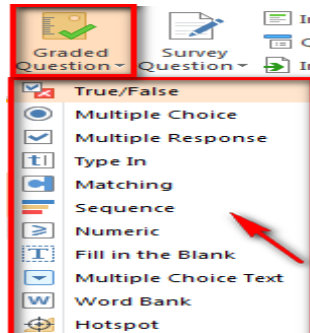 Graded
Question
Survey
Question
True/False
Multiple Choice
Multiple Response
Type In
Matching
Sequence
Numeric
Fill in the Blank
Multiple Choice Text
Word Bank
Hotspot